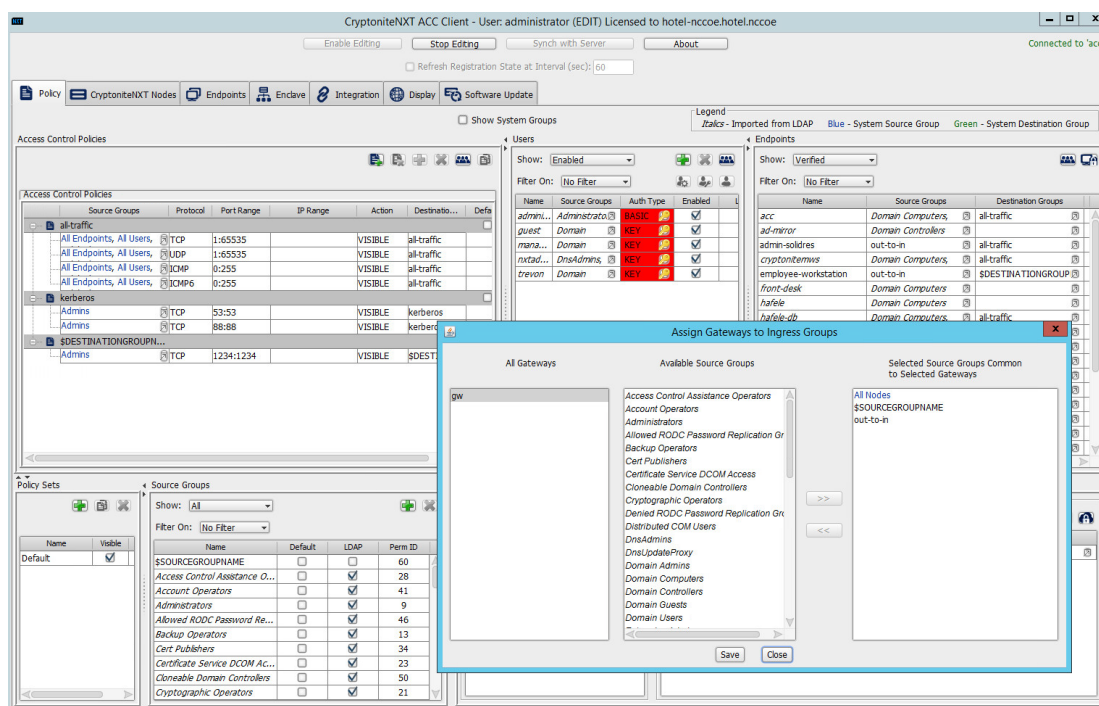 NXT CryptoniteNXT ACC Client - User: administrator (EDIT) Licensed to hotel-nccoe.hotel.nccoe
Enable Editing Stop Editing Synch with Server About Connected to 'acc
Refresh Registration State at Interval (sec): 60
Policy CryptoniteNXT Nodes Endpoints Enclave Integration Display Software Update
Show System Groups
Legend
Italics - Imported from LDAP Blue - System Source Group Green - System Destination Group
Access Control Policies
Access Control Policies
Source Groups Protocol Port Range IP Range Action Destinatio... Defa
all-traffic
All Endpoints, All Users, TCP 1:65535 VISIBLE all-traffic
All Endpoints, All Users, UDP 1:65535 VISIBLE all-traffic
All Endpoints, All Users, ICMP 0:255 VISIBLE all-traffic
All Endpoints, All Users, ICMP6 0:255 VISIBLE all-traffic
kerberos
Admins TCP 53:53 VISIBLE kerberos
Admins TCP 88:88 VISIBLE kerberc
$DESTINATIONGROUPN...
Admins TCP 1234:1234 VISIBLE $DEST
Users
Show: Enabled
Filter On: No Filter
Name Source Groups Auth Type Enabled L
admini... Administrato. BASIC
guest Domain KEY
mana... Domain KEY
nxtad... DnsAdmins, KEY
trevon Domain KEY
Endpoints
Show: Verified
Filter On: No Filter
Name Source Groups Destination Groups
acc Domain Computers, all-traffic
ad-mirror Domain Controllers
admin-soldres out-to-in all-traffic
cryptonitemws Domain Computers, all-traffic
employee-workstation out-to-in $DESTINATIONGROUP
front-desk Domain Computers
hafele Domain Computers
hafele-db Domain Computers, all-traffic
Assign Gateways to Ingress Groups
All Gateways
gw
Available Source Groups
Access Control Assistance Operators
Account Operators
Administrators
Allowed RODC Password Replication Gr
Backup Operators
Cert Publishers
Certificate Service DCOM Access
Cloneable Domain Controllers
Cryptographic Operators
Denied RODC Password Replication Gro
Distributed COM Users
DnsAdmins
DnsUpdateProxy
Domain Admins
Domain Computers
Domain Controllers
Domain Guests
Domain Users
>>
<<
Selected Source Groups Common
to Selected Gateways
All Nodes
$SOURCEGROUPNAME
out-to-in
Save Close
Policy Sets
Name Visible
Default
Source Groups
Show: All
Filter On: No Filter
Name Default LDAP Perm ID
$SOURCEGROUPNAME 60
Access Control Assistance O... 28
Account Operators 41
Administrators 9
Allowed RODC Password Re... 46
Backup Operators 13
Cert Publishers 34
Certificate Service DCOM Ac... 23
Cloneable Domain Controllers 50
Cryptographic Operators 21